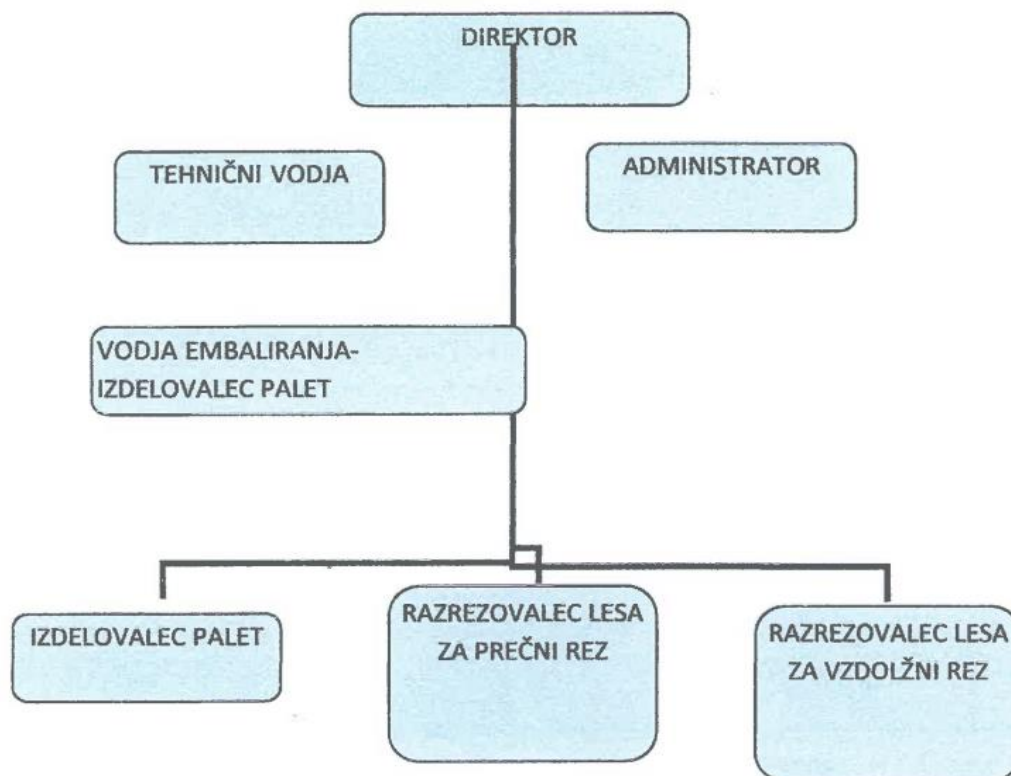 DIREKTOR
TEHNIČNI VODJA
ADMINISTRATOR
VODJA EMBALIRANJA-
IZDELOVALEC PALET
IZDELOVALEC PALET
RAZREZOVALEC LESA
ZA PREČNI REZ
RAZREZOVALEC LESA
ZA VZDOLŽNI REZ